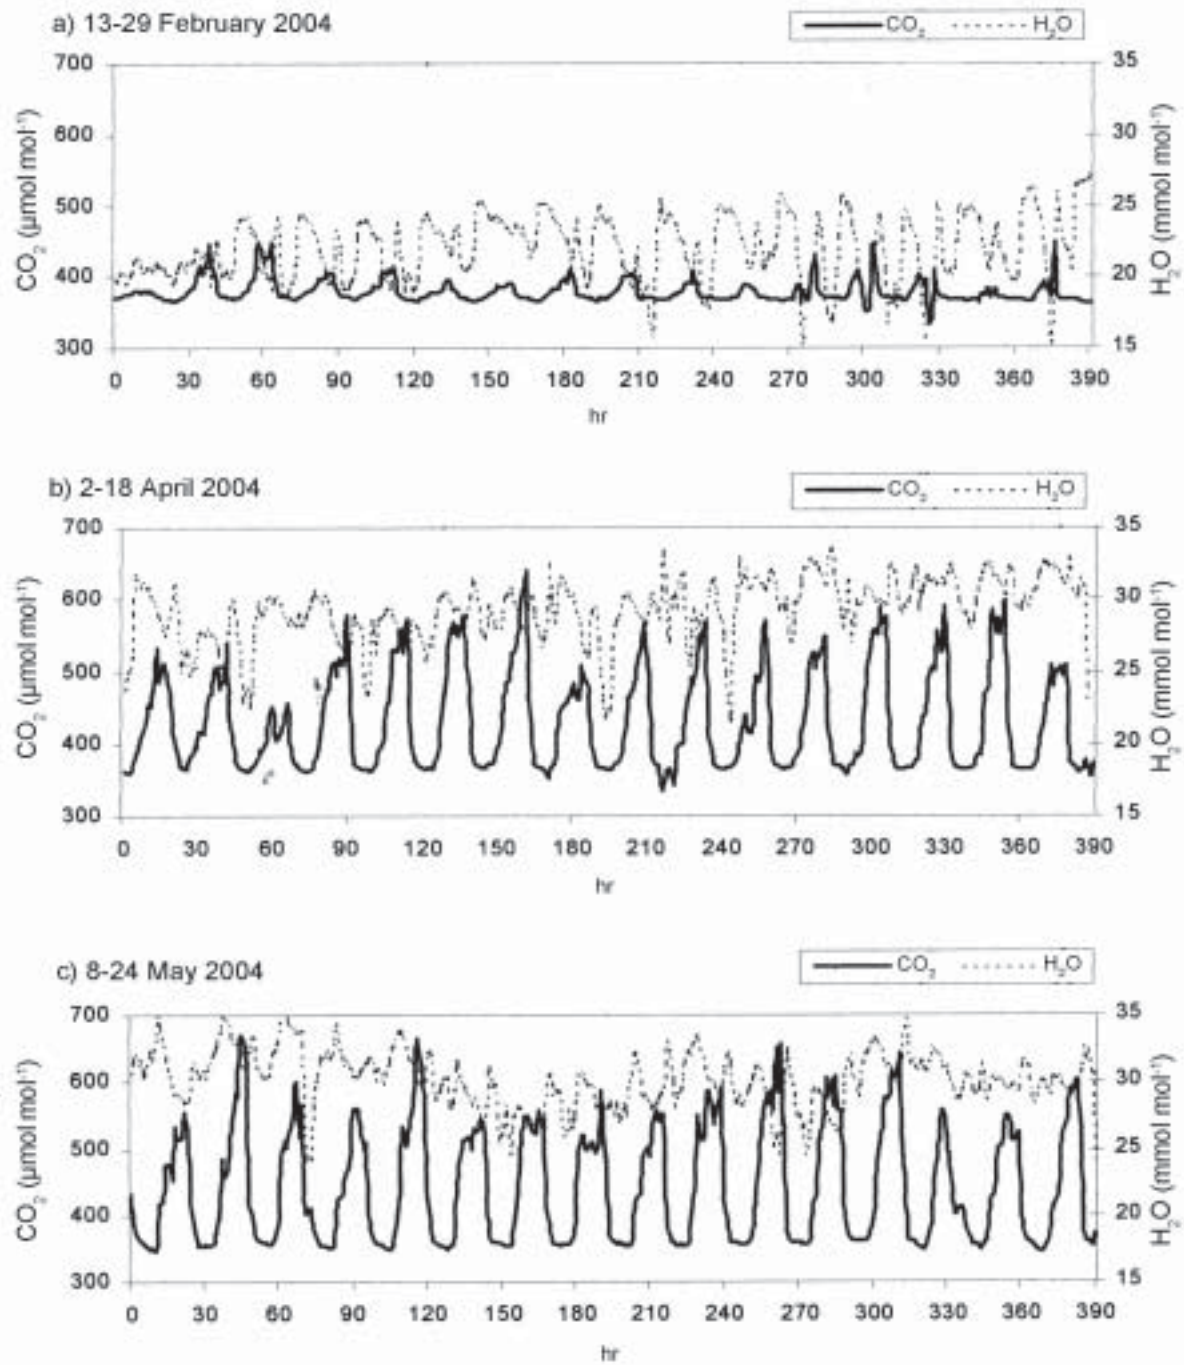 a) 13-29 February 2004
CO₂ H₂O
700 35
600 30
500 25
400 20
300 15
CO₂ (μmol mol⁻¹)
H₂O (mmol mol⁻¹)
0 30 60 90 120 150 180 210 240 270 300 330 360 390
hr
b) 2-18 April 2004
CO₂ H₂O
700 35
600 30
500 25
400 20
300 15
CO₂ (μmol mol⁻¹)
H₂O (mmol mol⁻¹)
0 30 60 90 120 150 180 210 240 270 300 330 360 390
hr
c) 8-24 May 2004
CO₂ H₂O
700 35
600 30
500 25
400 20
300 15
CO₂ (μmol mol⁻¹)
H₂O (mmol mol⁻¹)
0 30 60 90 120 150 180 210 240 270 300 330 360 390
hr